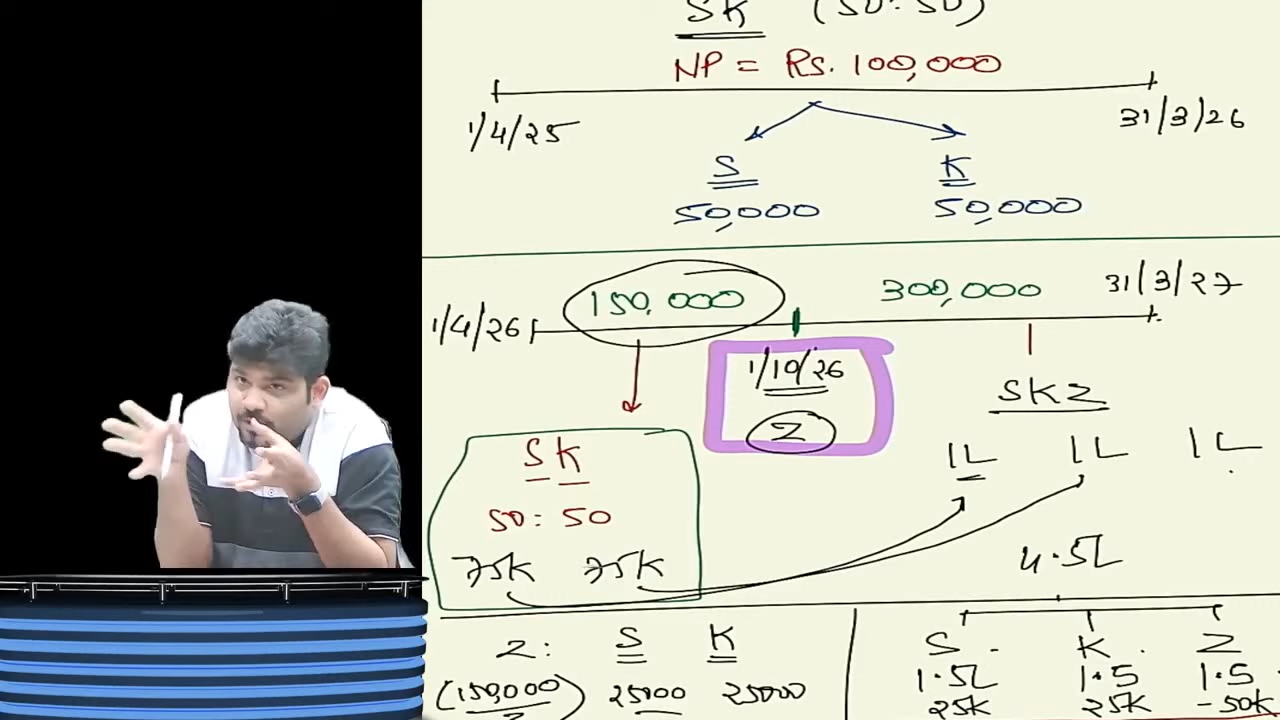 SK (50:50)
NP = Rs. 100,000
1/4/25 31/3/26
S K
50,000 50,000
150,000 300,000 31/3/27
1/4/26
1/10/26
Z
SKZ
SK
1L 1L 1L
50:50
75K 75K
4.5L
Z: S K
(150,000) 25000 25000
S K Z
1.5L 1.5 1.5
25K 25K -50K